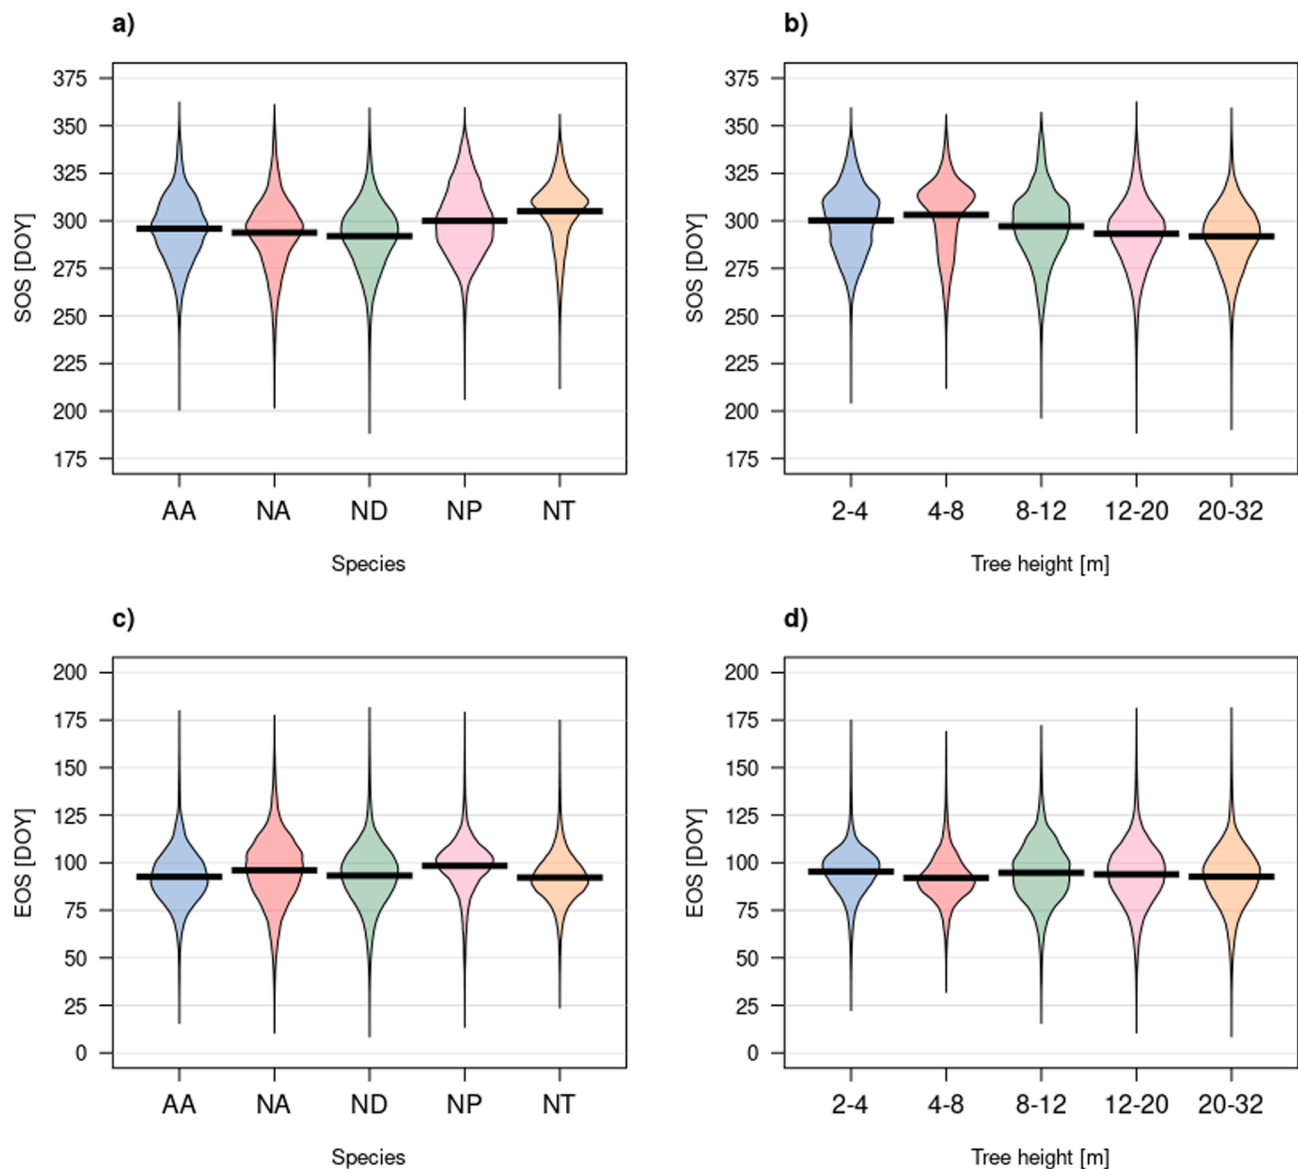 a)
375
350
325
300
275
250
225
200
175
SOS [DOY]
AA NA ND NP NT
Species
b)
375
350
325
300
275
250
225
200
175
SOS [DOY]
2-4 4-8 8-12 12-20 20-32
Tree height [m]
c)
200
175
150
125
100
75
50
25
0
EOS [DOY]
AA NA ND NP NT
Species
d)
200
175
150
125
100
75
50
25
0
EOS [DOY]
2-4 4-8 8-12 12-20 20-32
Tree height [m]